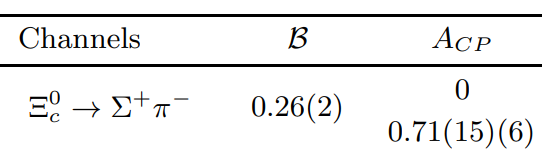 Channels B A_CP
0
Ξ_c^0 → Σ^+ π^- 0.26(2)
0.71(15)(6)